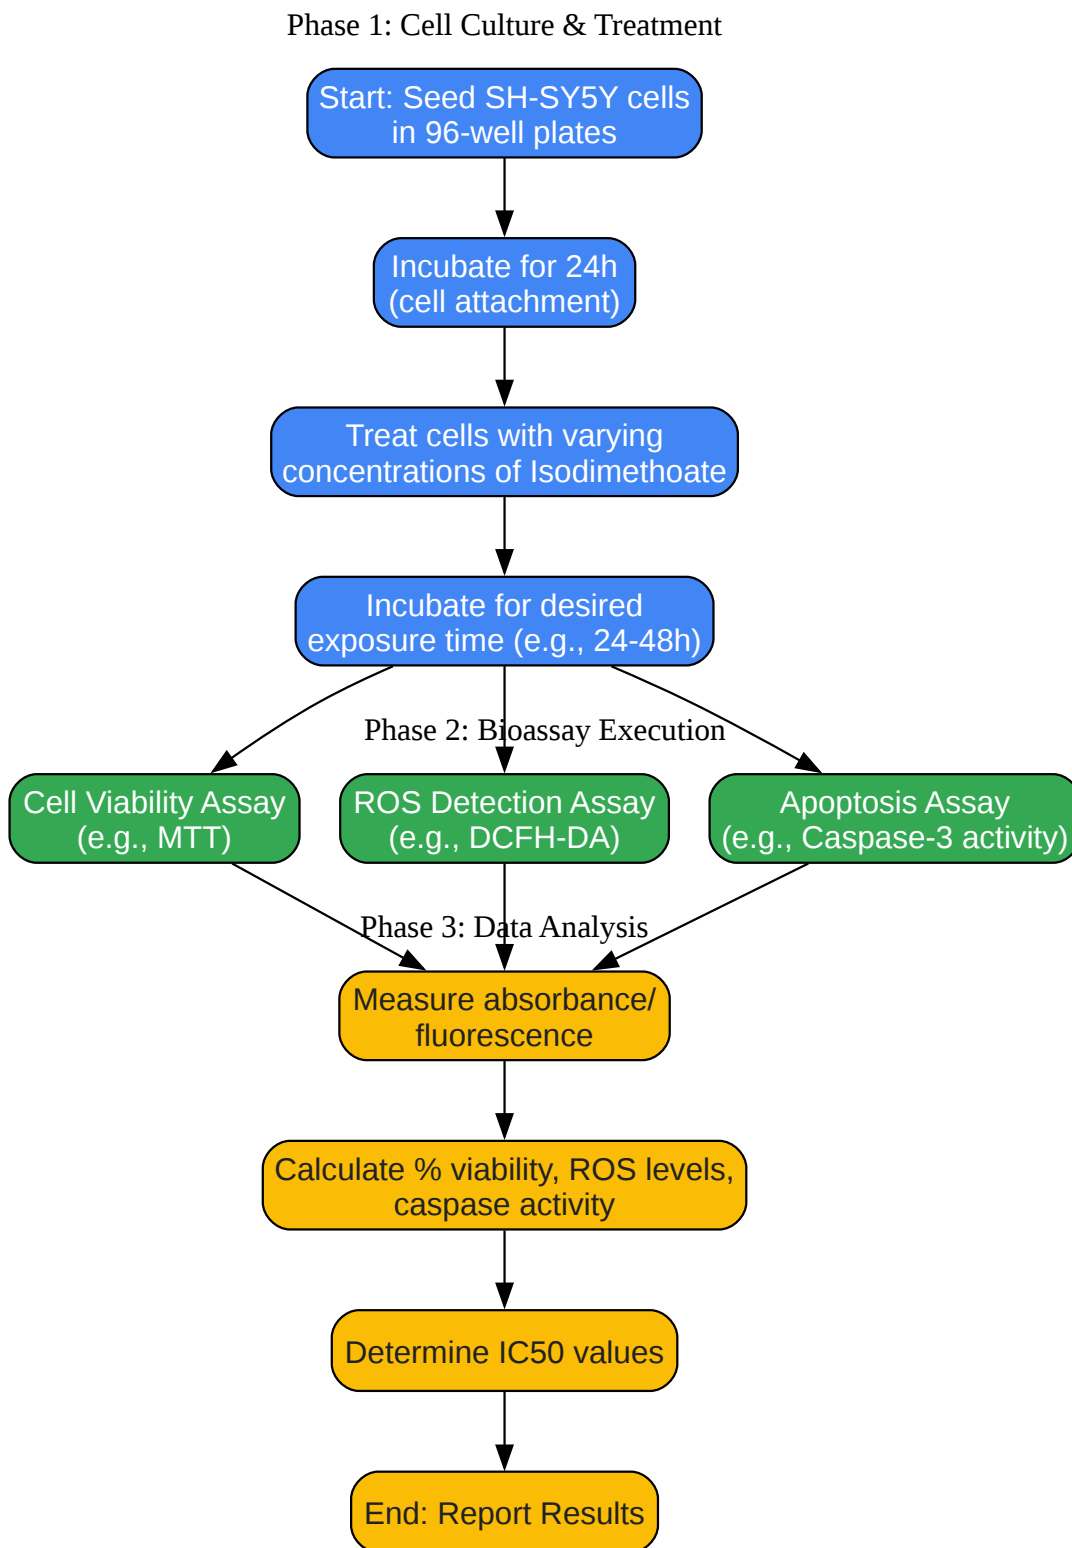 Phase 1: Cell Culture & Treatment
Start: Seed SH-SY5Y cells
in 96-well plates
Incubate for 24h
(cell attachment)
Treat cells with varying
concentrations of Isodimethoate
Incubate for desired
exposure time (e.g., 24-48h)
Phase 2: Bioassay Execution
Cell Viability Assay
(e.g., MTT)
ROS Detection Assay
(e.g., DCFH-DA)
Apoptosis Assay
(e.g., Caspase-3 activity)
Phase 3: Data Analysis
Measure absorbance/
fluorescence
Calculate % viability, ROS levels,
caspase activity
Determine IC50 values
End: Report Results